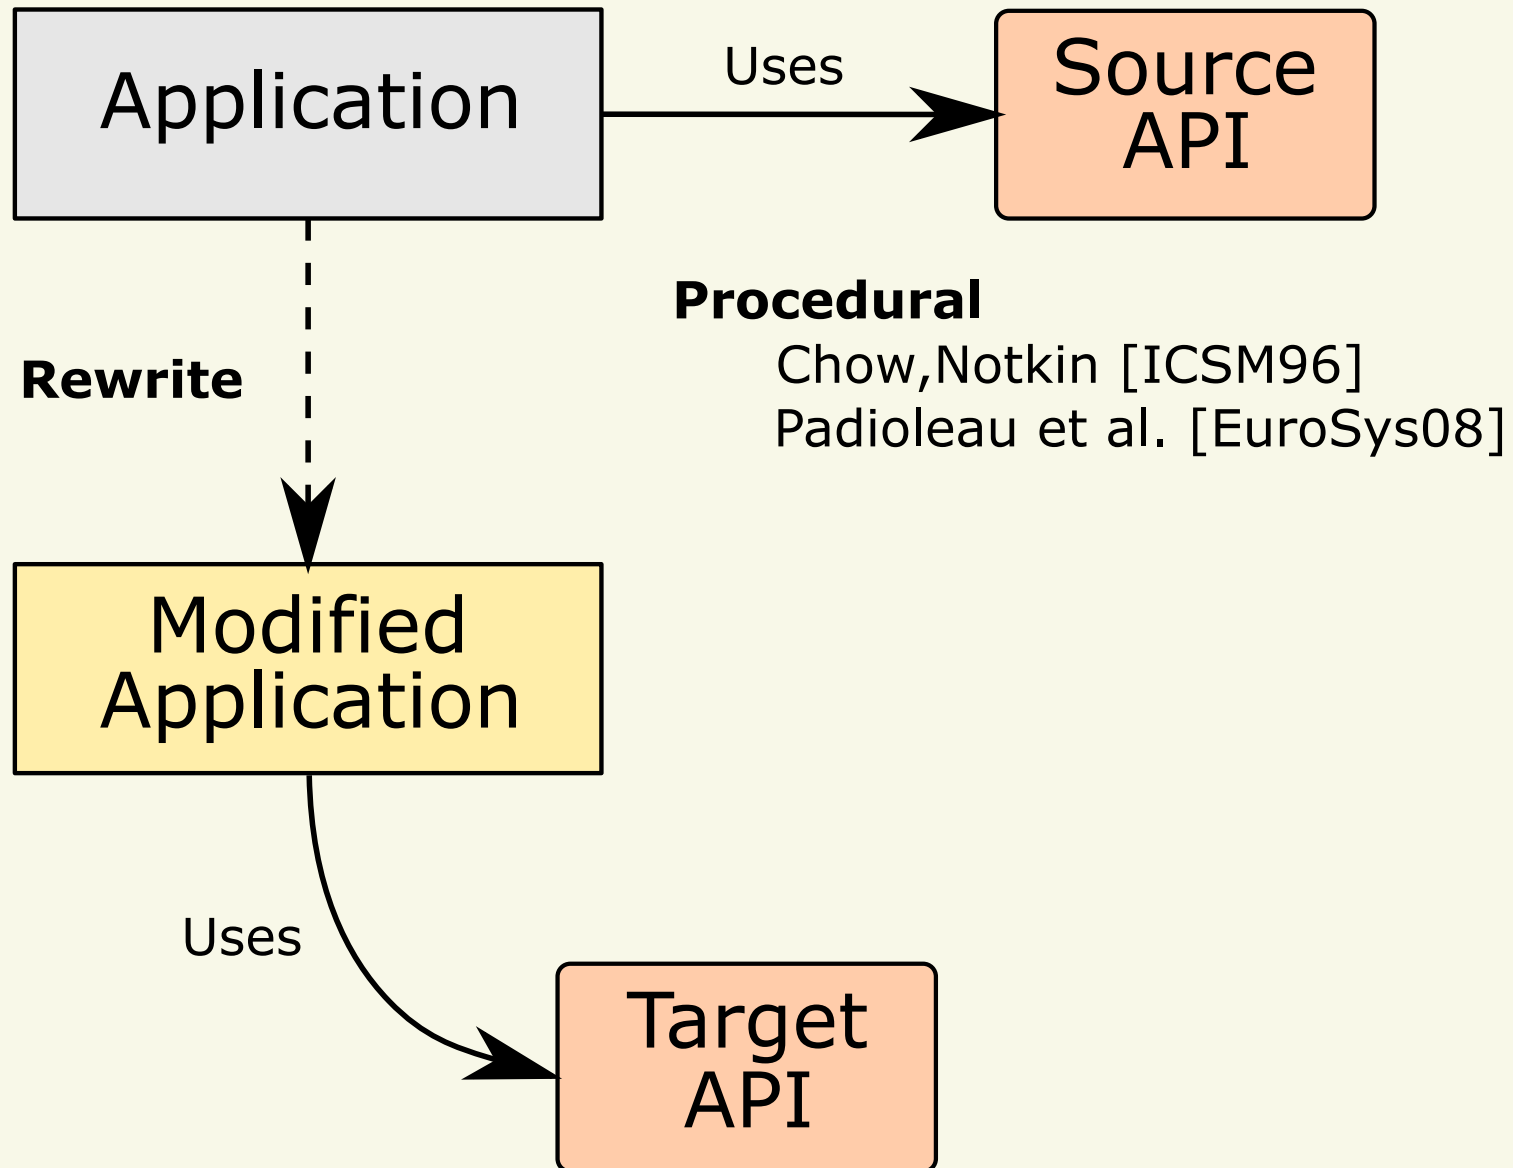 Application
Uses
Source
API
Procedural
Chow,Notkin [ICSM96]
Padioleau et al. [EuroSys08]
Rewrite
Modified
Application
Uses
Target
API